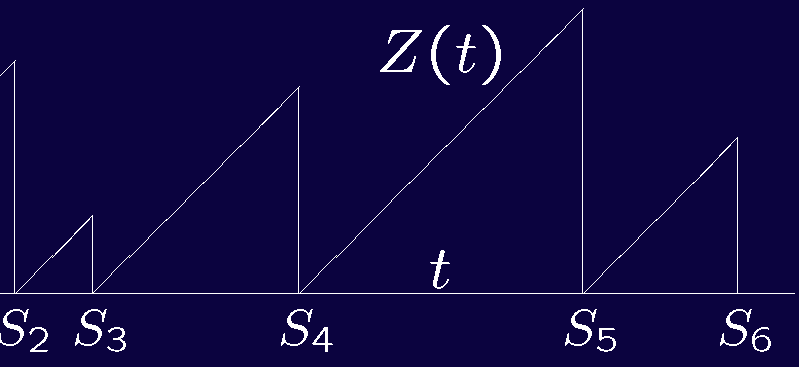 Z(t)
t
S₂ S₃ S₄ S₅ S₆